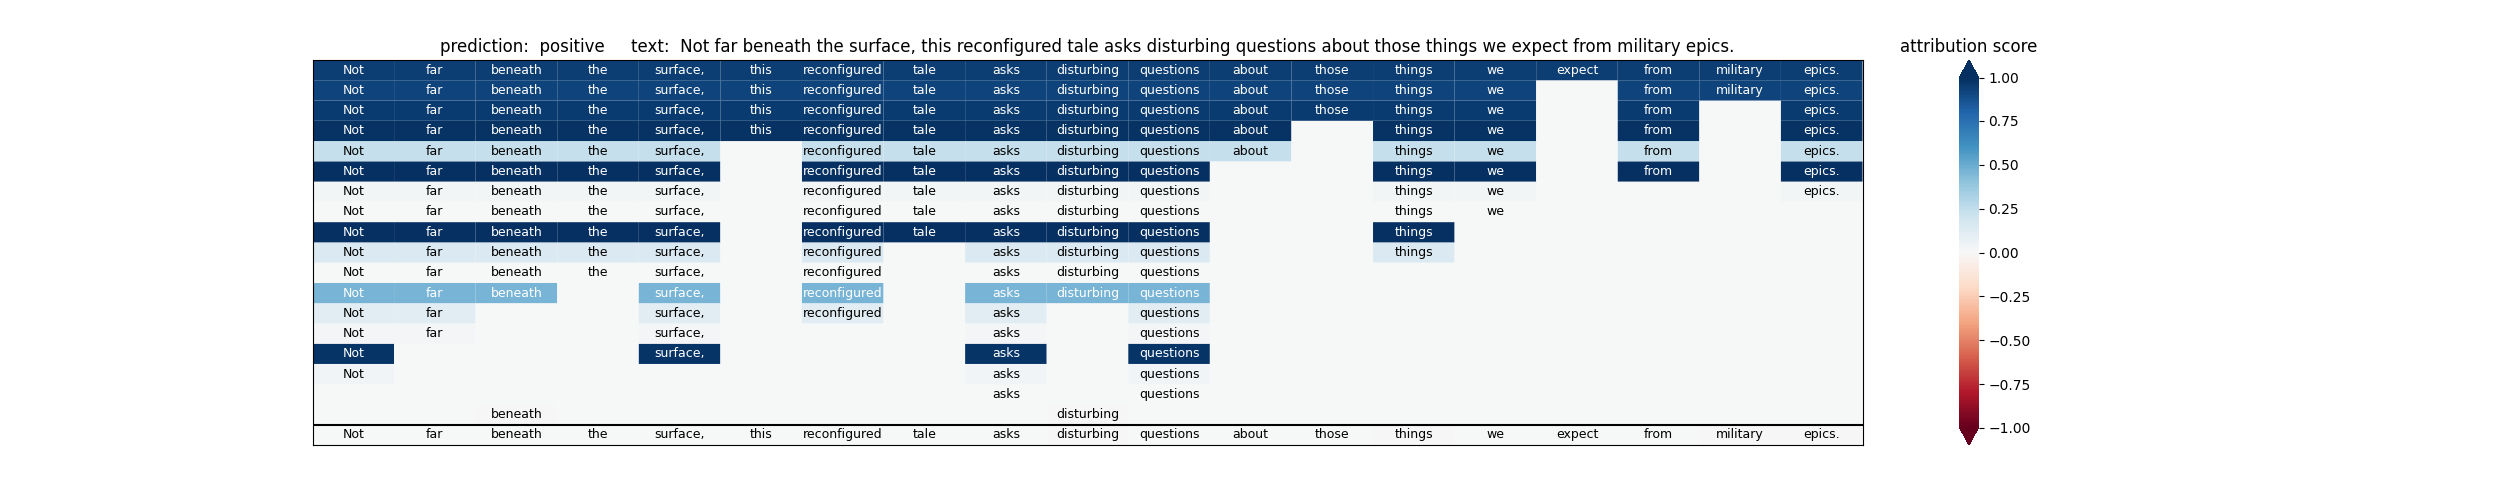 prediction:  positive     text:  Not far beneath the surface, this reconfigured tale asks disturbing questions about those things we expect from military epics.
attribution score
Not far beneath the surface, this reconfigured tale asks disturbing questions about those things we expect from military epics.
Not far beneath the surface, this reconfigured tale asks disturbing questions about those things we from military epics.
Not far beneath the surface, this reconfigured tale asks disturbing questions about those things we from epics.
Not far beneath the surface, this reconfigured tale asks disturbing questions about things we from epics.
Not far beneath the surface, reconfigured tale asks disturbing questions about things we from epics.
Not far beneath the surface, reconfigured tale asks disturbing questions things we from epics.
Not far beneath the surface, reconfigured tale asks disturbing questions things we epics.
Not far beneath the surface, reconfigured tale asks disturbing questions things we
Not far beneath the surface, reconfigured tale asks disturbing questions things
Not far beneath the surface, reconfigured asks disturbing questions things
Not far beneath the surface, reconfigured asks disturbing questions
Not far beneath surface, reconfigured asks disturbing questions
Not far surface, reconfigured asks questions
Not far surface, asks questions
Not surface, asks questions
Not asks questions
asks questions
beneath disturbing
Not far beneath the surface, this reconfigured tale asks disturbing questions about those things we expect from military epics.
1.00
0.75
0.50
0.25
0.00
−0.25
−0.50
−0.75
−1.00